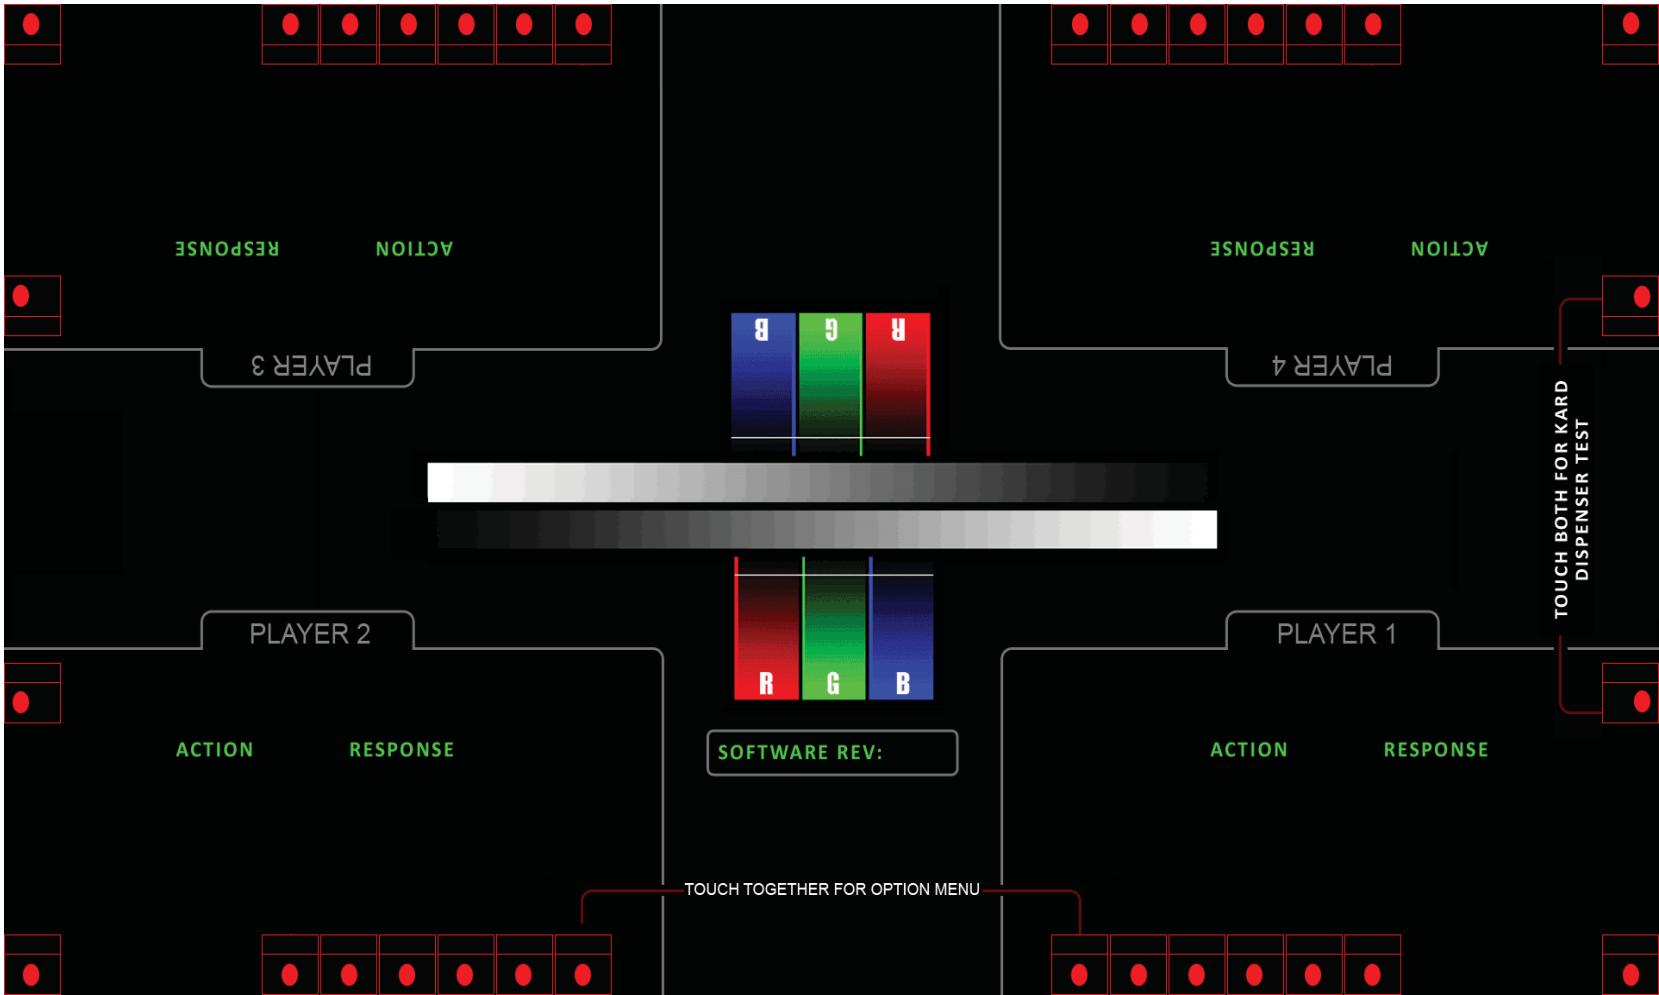 RESPONSE
ACTION
RESPONSE
ACTION
B
G
R
PLAYER 3
PLAYER 4
TOUCH BOTH FOR KARD
DISPENSER TEST
PLAYER 2
PLAYER 1
R
G
B
ACTION
RESPONSE
SOFTWARE REV:
ACTION
RESPONSE
TOUCH TOGETHER FOR OPTION MENU